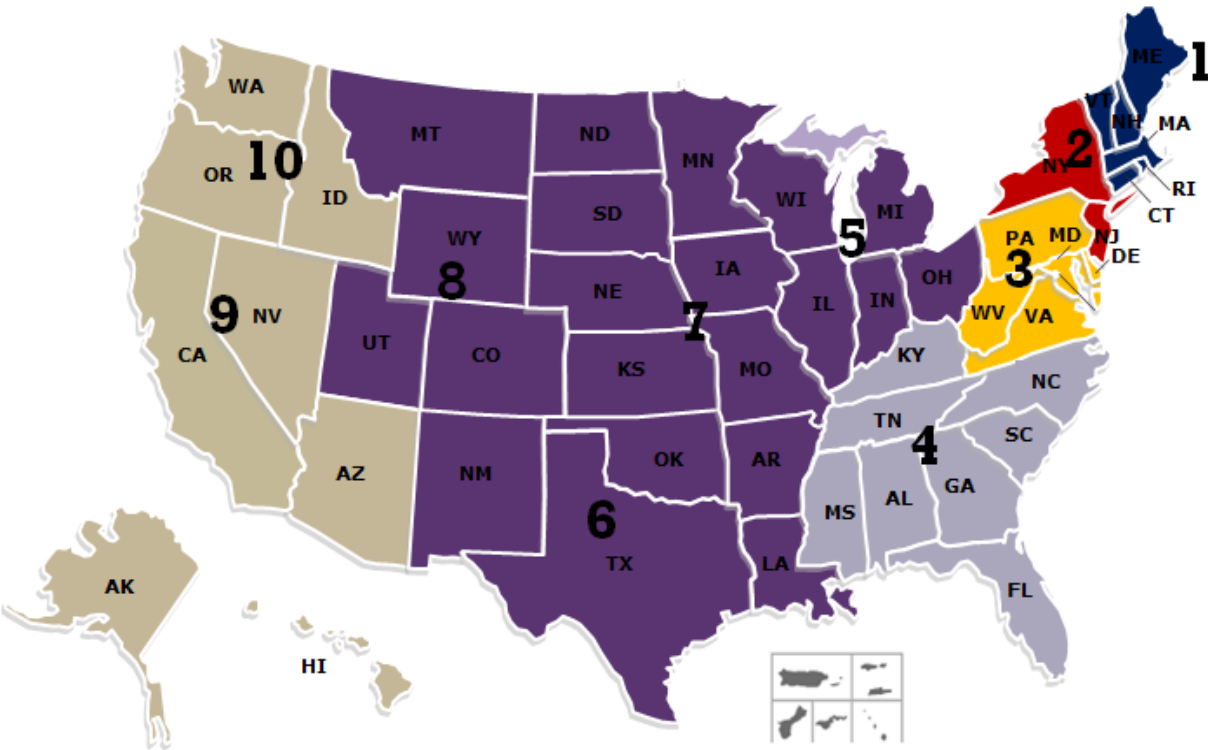 ME
1
WA
VT
NH
MA
MT
ND
MN
2
NY
OR
10
ID
WI
MI
RI
SD
CT
WY
5
PA
MD
NJ
DE
IA
3
8
NE
IL
IN
OH
9
NV
7
WV
VA
UT
CO
KS
MO
KY
CA
NC
TN
SC
4
AZ
NM
OK
AR
GA
AL
MS
6
TX
LA
AK
FL
HI